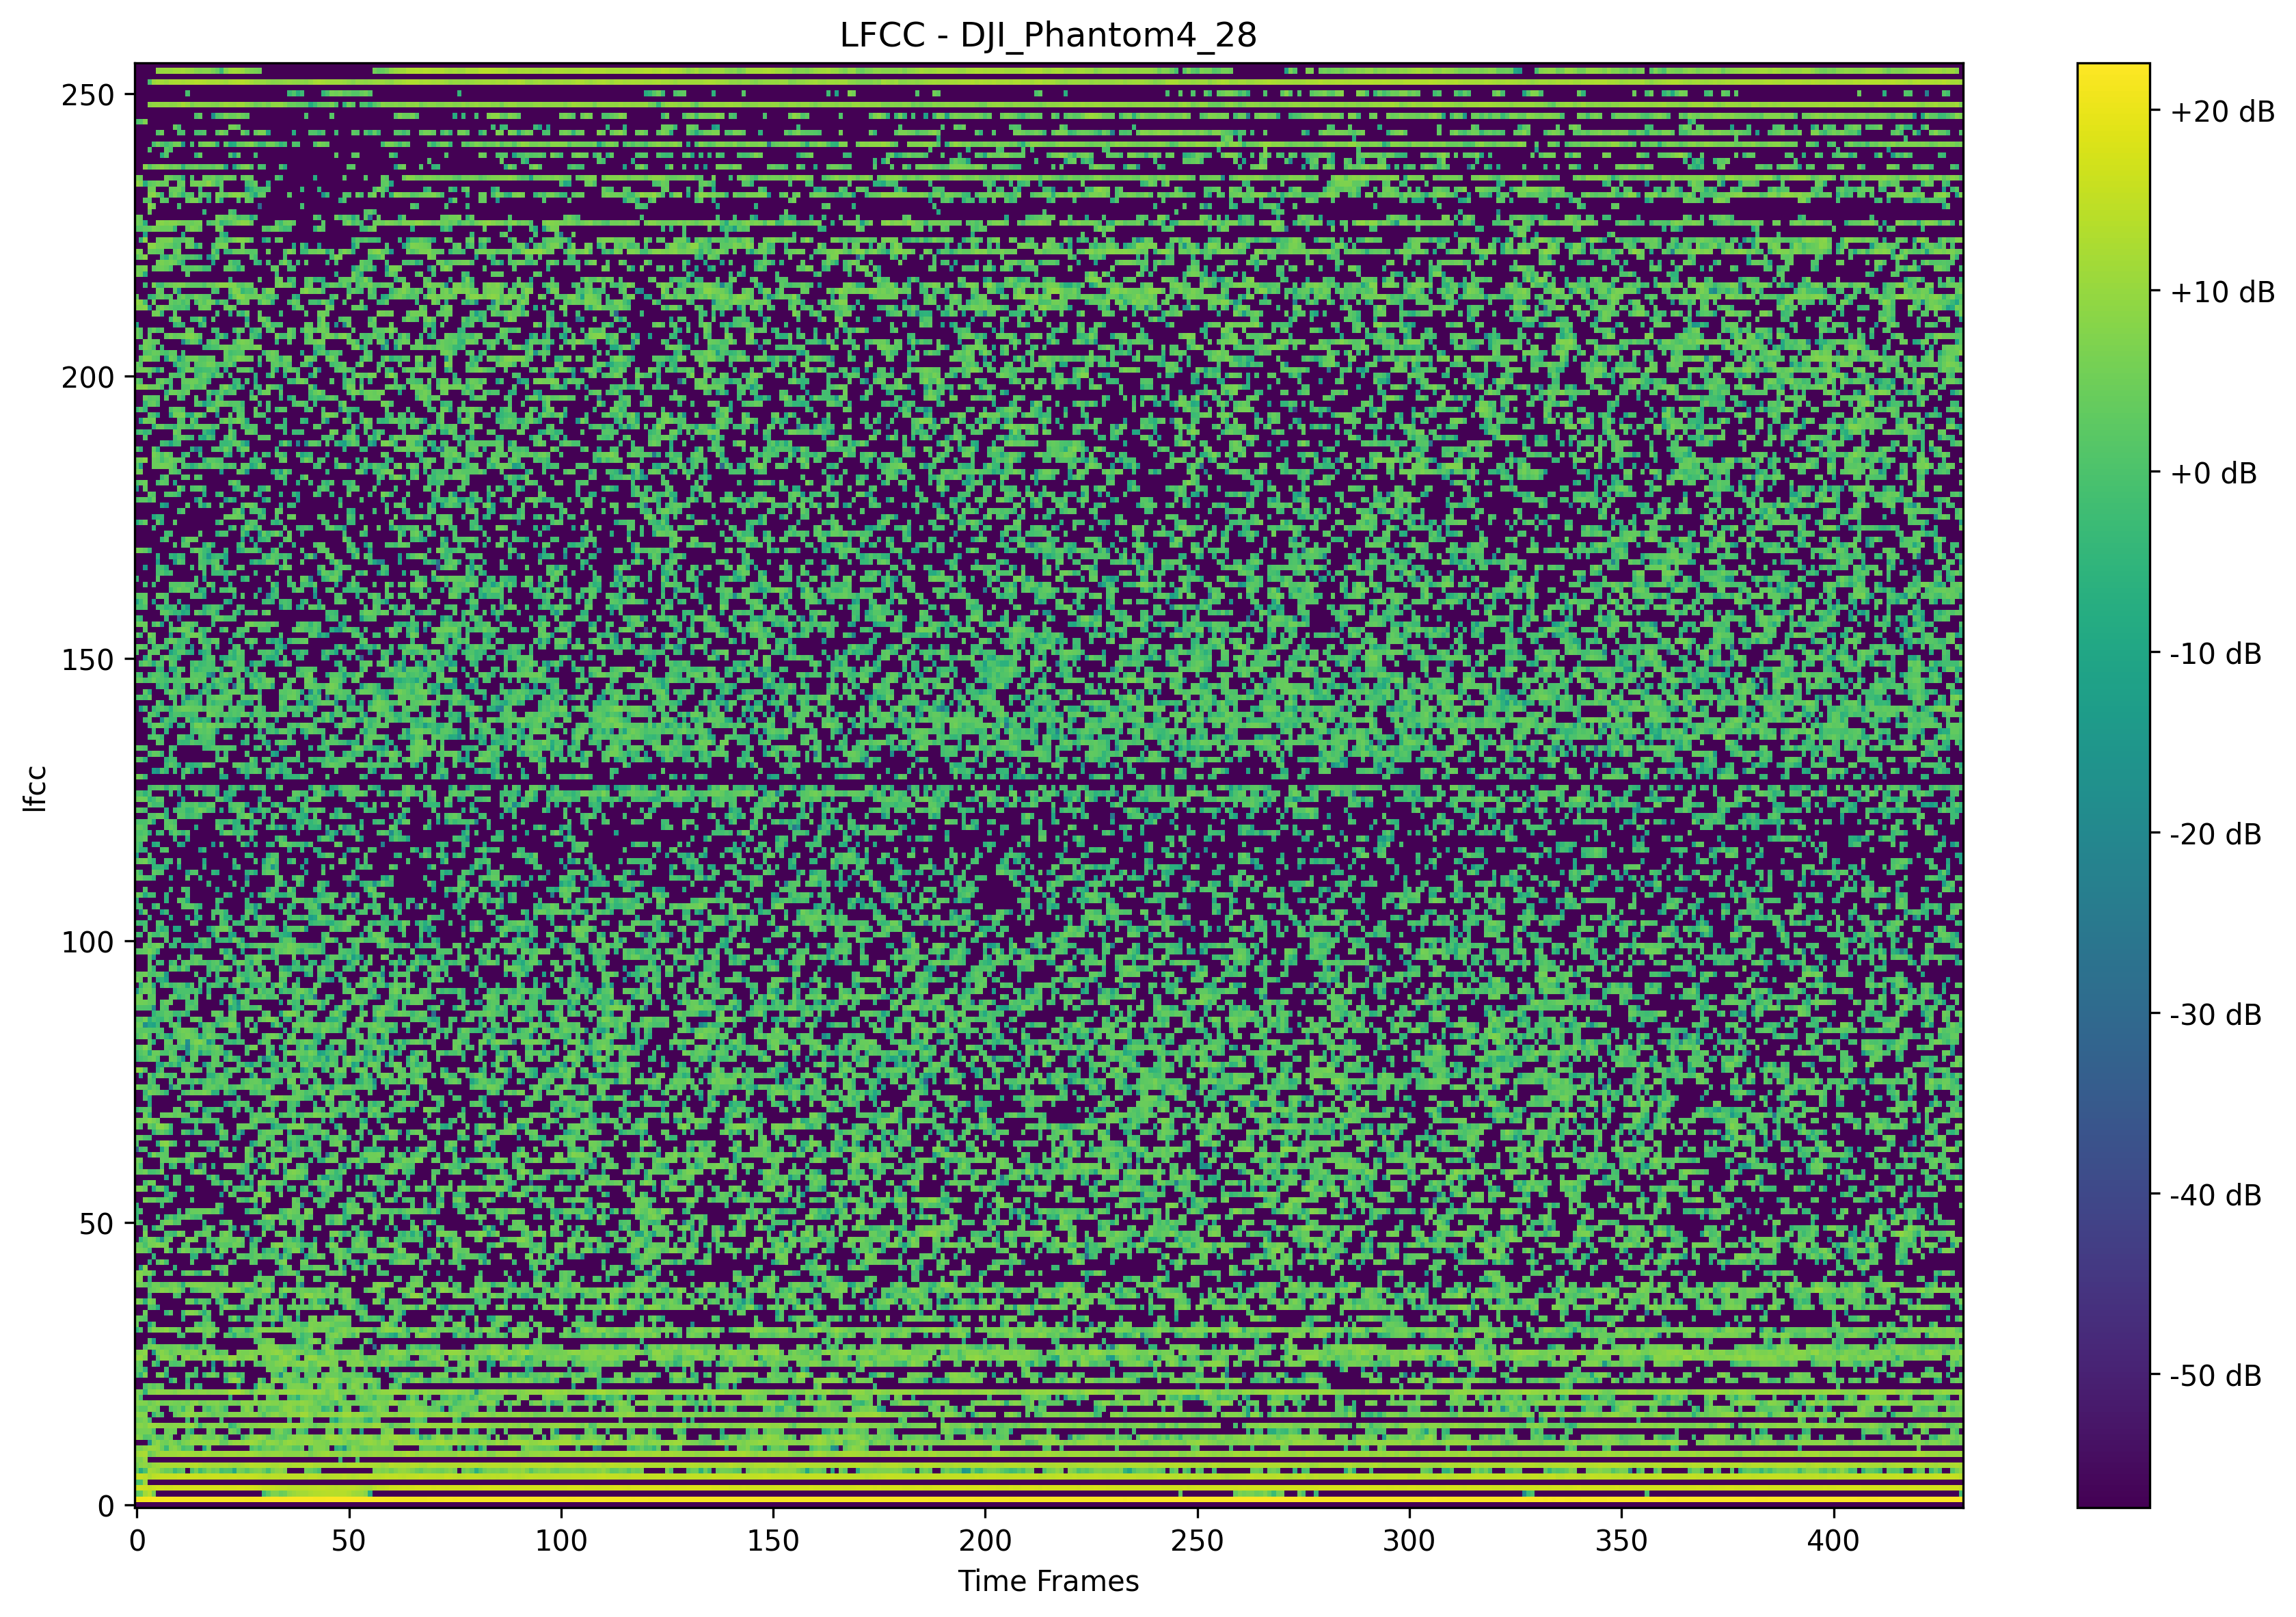 LFCC - DJI_Phantom4_28
250
200
150
100
50
0
lfcc
0 50 100 150 200 250 300 350 400
Time Frames
+20 dB
+10 dB
+0 dB
-10 dB
-20 dB
-30 dB
-40 dB
-50 dB